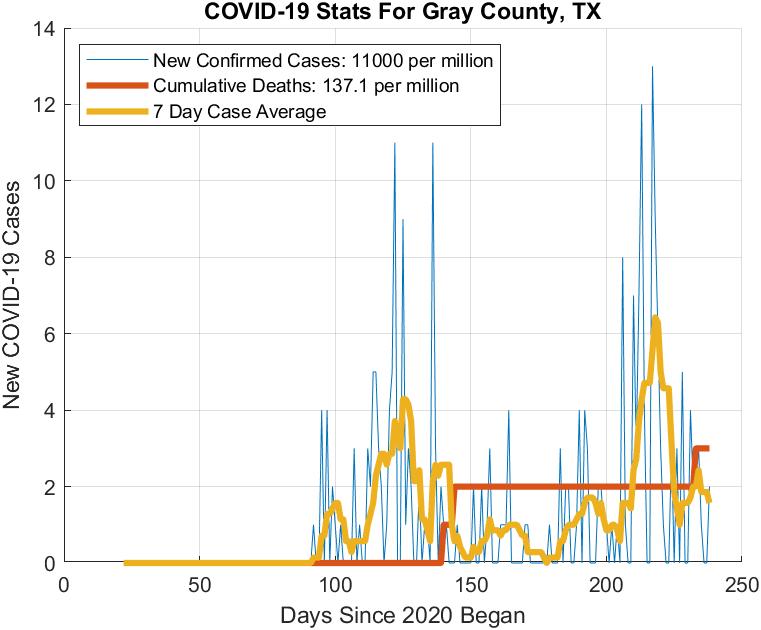 COVID-19 Stats For Gray County, TX
New Confirmed Cases: 11000 per million
Cumulative Deaths: 137.1 per million
7 Day Case Average
New COVID-19 Cases
14
12
10
8
6
4
2
0
0 50 100 150 200 250
Days Since 2020 Began